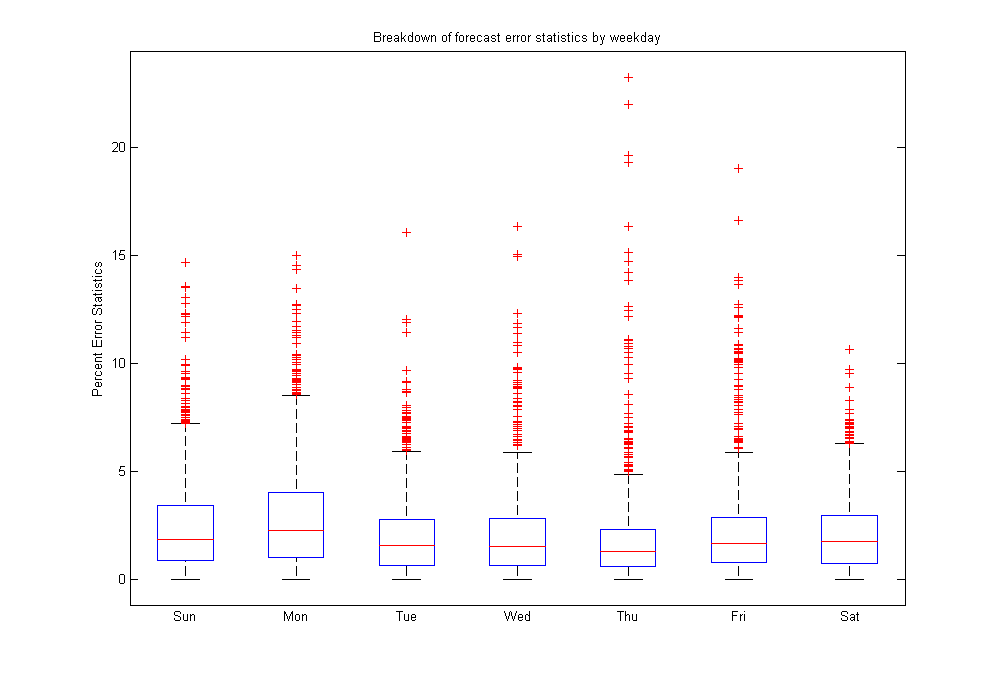 Breakdown of forecast error statistics by weekday
Percent Error Statistics
20
15
10
5
0
Sun Mon Tue Wed Thu Fri Sat